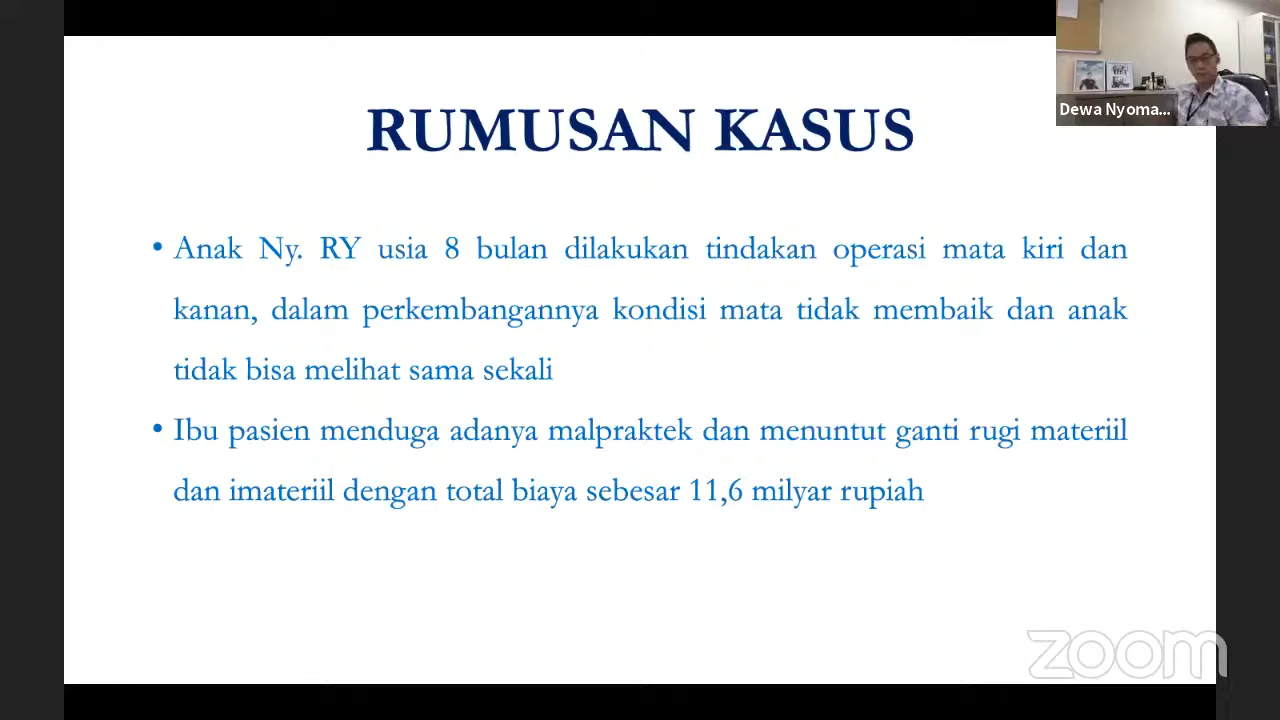 RUMUSAN KASUS
Dewa Nyoma...
• Anak Ny. RY usia 8 bulan dilakukan tindakan operasi mata kiri dan
kanan, dalam perkembangannya kondisi mata tidak membaik dan anak
tidak bisa melihat sama sekali
• Ibu pasien menduga adanya malpraktek dan menuntut ganti rugi materiil
dan imateriil dengan total biaya sebesar 11,6 milyar rupiah
zoom